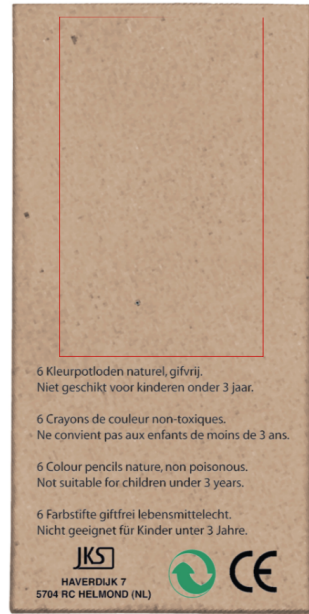 6 Kleurpotloden naturel, gifvrij.
Niet geschikt voor kinderen onder 3 jaar.
6 Crayons de couleur non-toxiques.
Ne convient pas aux enfants de moins de 3 ans.
6 Colour pencils nature, non poisonous.
Not suitable for children under 3 years.
6 Farbstifte giftfrei lebensmittelecht.
Nicht geeignet für Kinder unter 3 Jahre.
JKS
HAVERDIJK 7
5704 RC HELMOND (NL)
CE